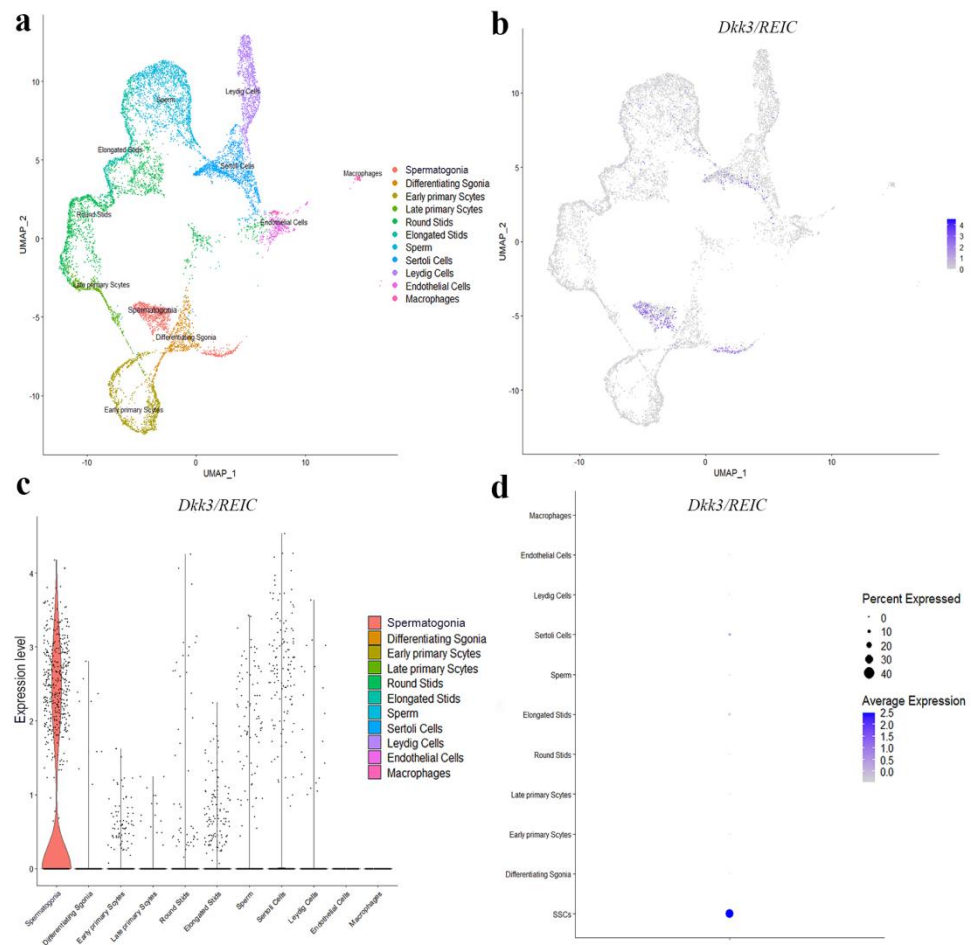 a
10
5
0
-5
-10
UMAP_2
-10
0
10
UMAP_1
Leydig Cells
Sperm
Elongated Stids
Sertoli Cells
Macrophages
Round Stids
Endothelial Cells
Late primary Scytes
Spermatogonia
Differentiating Sgonia
Early primary Scytes
Spermatogonia
Differentiating Sgonia
Early primary Scytes
Late primary Scytes
Round Stids
Elongated Stids
Sperm
Sertoli Cells
Leydig Cells
Endothelial Cells
Macrophages
b
Dkk3/REIC
10
5
0
-5
-10
UMAP_2
-10
0
10
UMAP_1
4
3
2
1
0
c
Dkk3/REIC
Expression level
4
3
2
1
0
Spermatogonia
Differentiating Sgonia
Early primary Scytes
Late primary Scytes
Round Stids
Elongated Stids
Sperm
Sertoli Cells
Leydig Cells
Endothelial Cells
Macrophages
Spermatogonia
Differentiating Sgonia
Early primary Scytes
Late primary Scytes
Round Stids
Elongated Stids
Sperm
Sertoli Cells
Leydig Cells
Endothelial Cells
Macrophages
d
Dkk3/REIC
Macrophages
Endothelial Cells
Leydig Cells
Sertoli Cells
Sperm
Elongated Stids
Round Stids
Late primary Scytes
Early primary Scytes
Differentiating Sgonia
SSCs
Percent Expressed
0
10
20
30
40
Average Expression
2.5
2.0
1.5
1.0
0.5
0.0